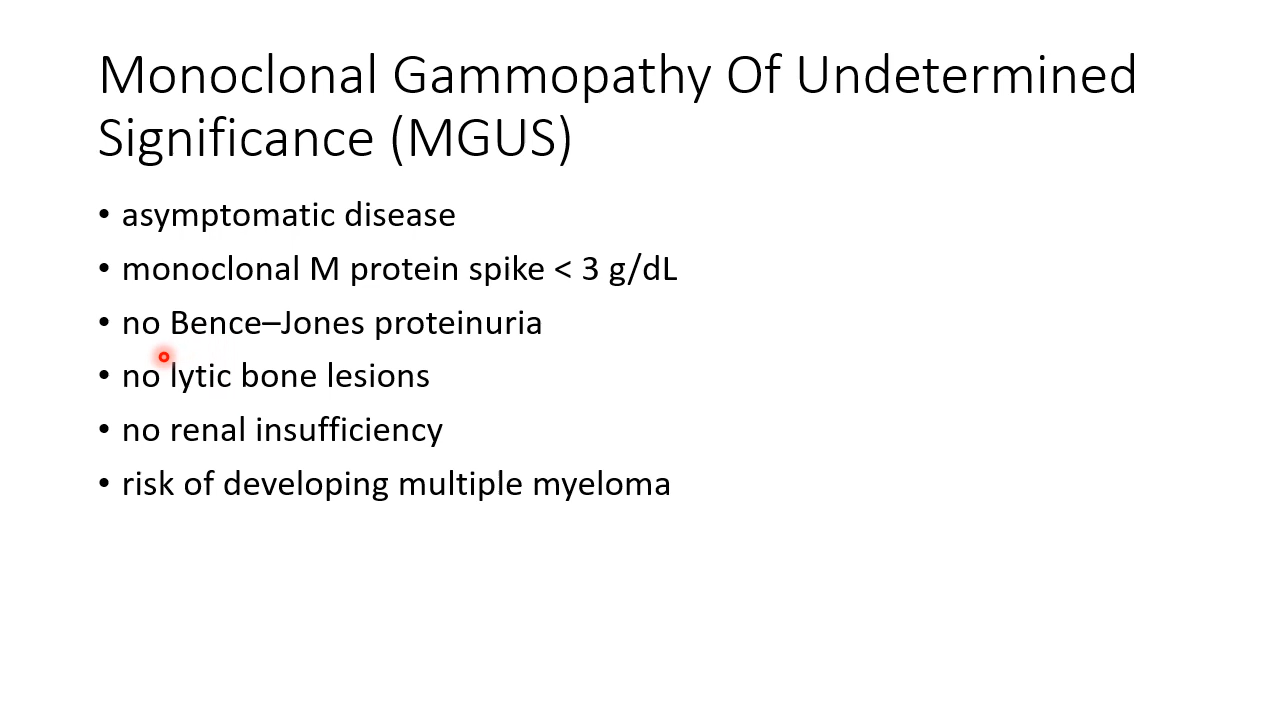 Monoclonal Gammopathy Of Undetermined
Significance (MGUS)
• asymptomatic disease
• monoclonal M protein spike < 3 g/dL
• no Bence–Jones proteinuria
• no lytic bone lesions
• no renal insufficiency
• risk of developing multiple myeloma